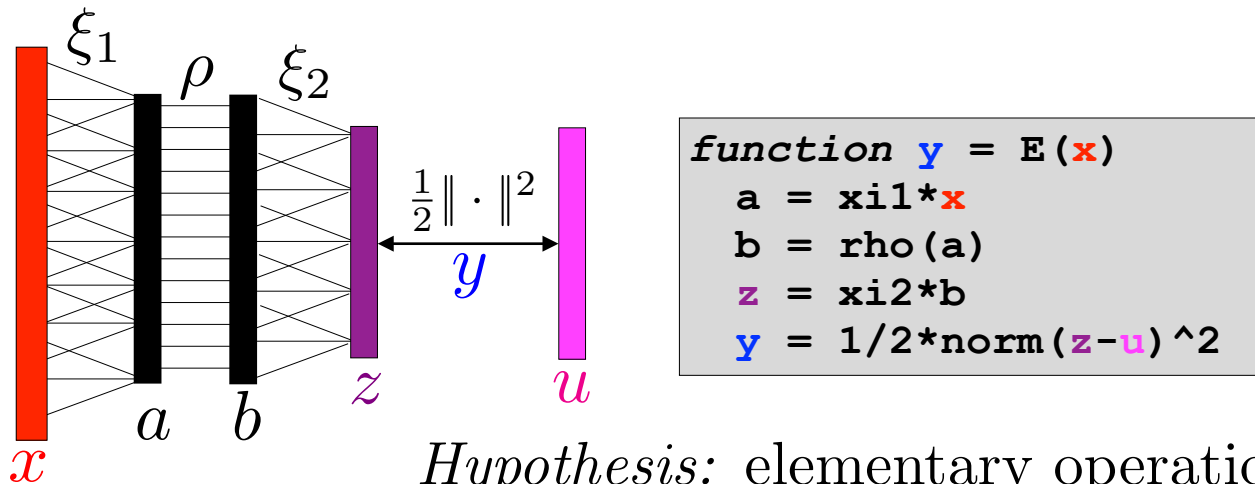 ξ₁ ρ ξ₂
½‖ · ‖²
y
x a b z u
function y = E(x)
a = xi1*x
b = rho(a)
z = xi2*b
y = 1/2*norm(z-u)^2
Hypothesis: elementary